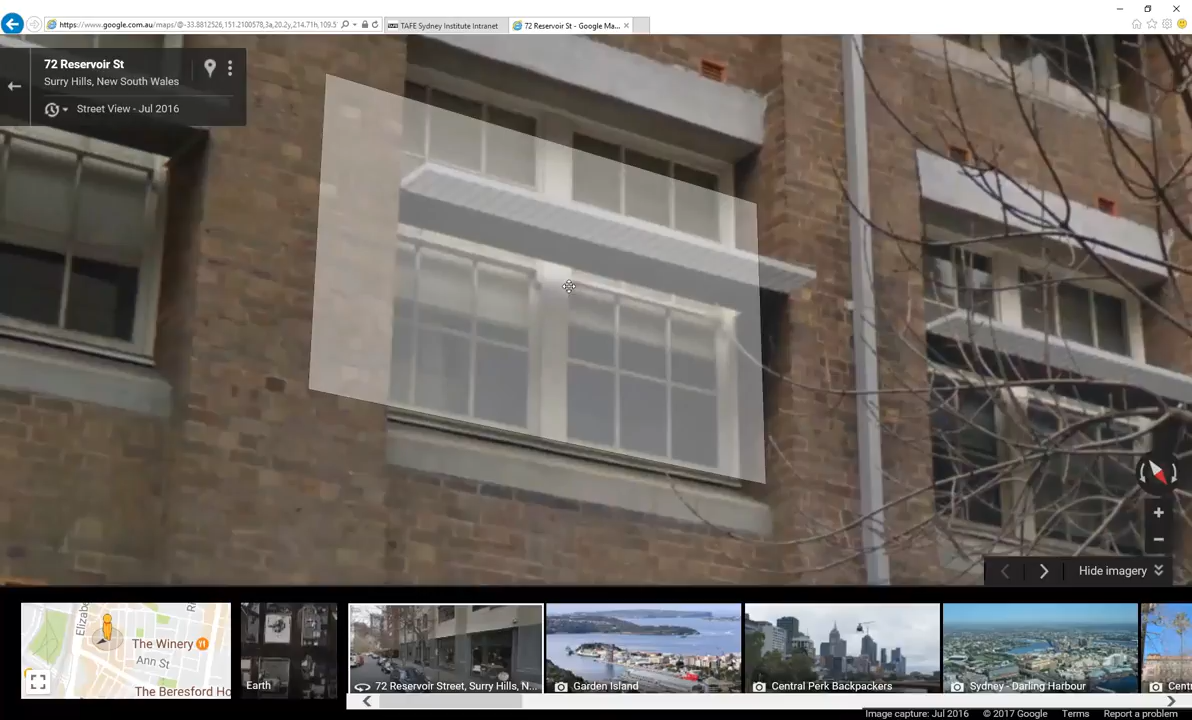 https://www.google.com.au/maps/@-33.8812526,151.2100578,3a,20.2y,214.71h,109.5
TAFE Sydney Institute Intranet
72 Reservoir St - Google Ma...
72 Reservoir St
Surry Hills, New South Wales
Street View - Jul 2016
Hide imagery
Elizab
Ri
The Winery
Ann St
The Beresford Ho
Earth
72 Reservoir Street, Surry Hills, N...
Garden Island
Central Perk Backpackers
Sydney - Darling Harbour
Centr
Image capture: Jul 2016 © 2017 Google Terms Report a problem